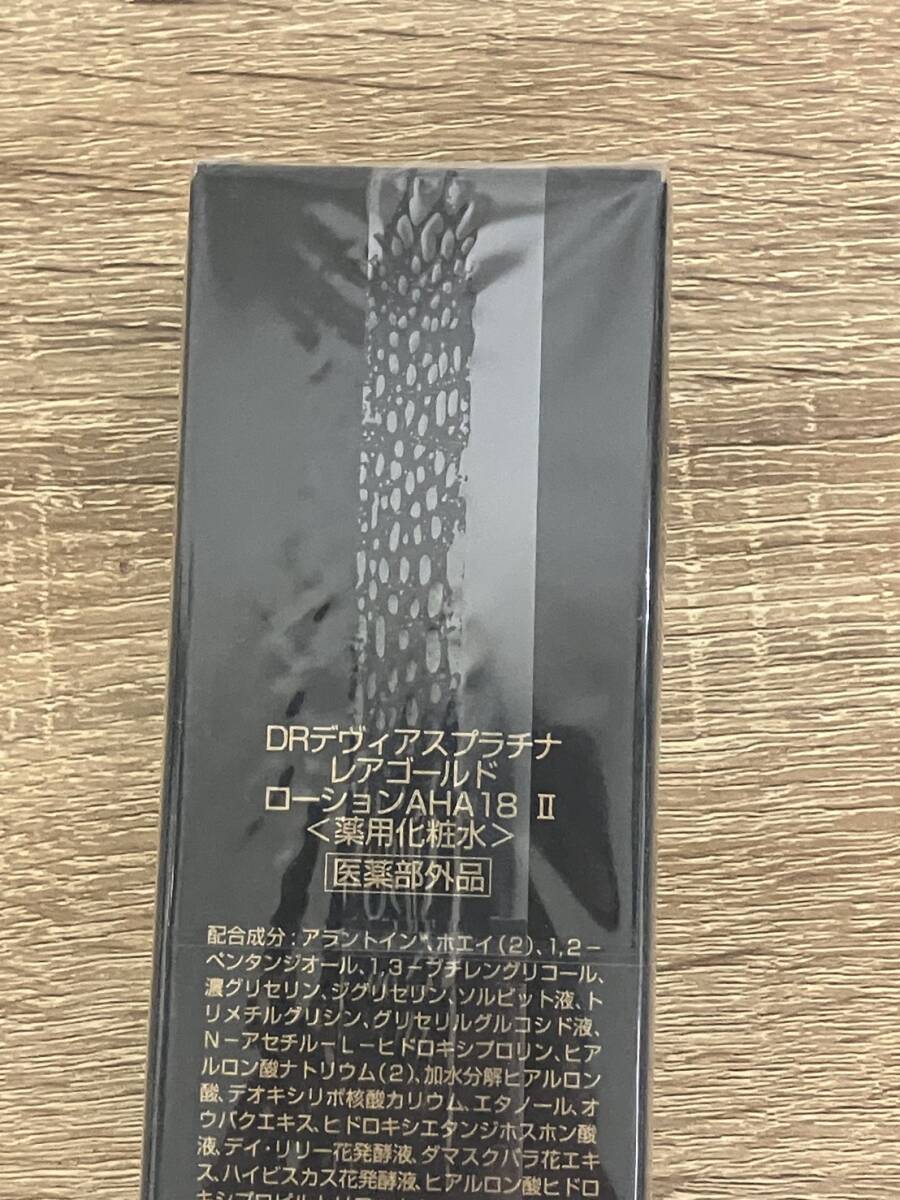 DRデヴィアスプラチナ
レアゴールド
ローションAHA18 Ⅱ
<薬用化粧水>
医薬部外品
配合成分:アラントイン*、ホエイ(2)、1,2-
ペンタンジオール、1,3-ブチレングリコール、
濃グリセリン、ジグリセリン、ソルビット液、ト
リメチルグリシン、グリセリルグルコシド液、
N-アセチル-L-ヒドロキシプロリン、ヒア
ルロン酸ナトリウム(2)、加水分解ヒアルロン
酸、デオキシリボ核酸カリウム、エタノール、オ
ウバクエキス、ヒドロキシエタンジホスホン酸
液、デイ・リリー花発酵液、ダマスクバラ花エキ
ス、ハイビスカス花発酵液、ヒアルロン酸ヒドロ